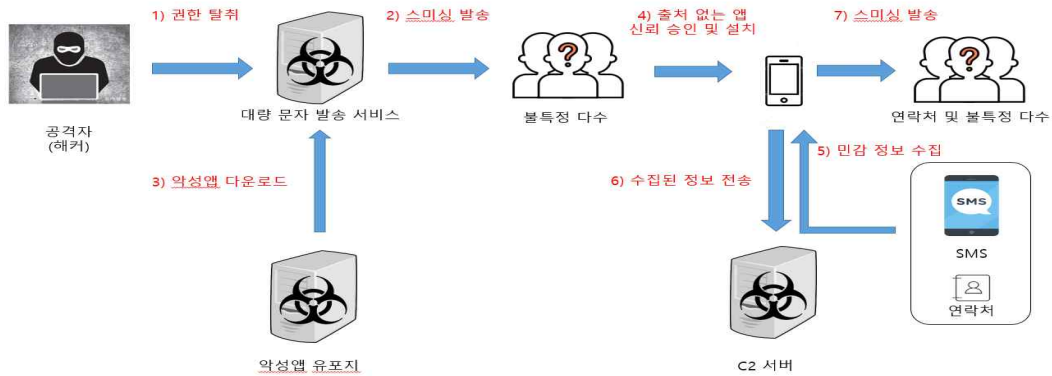 1) 권한 탈취
2) 스미싱 발송
4) 출처 없는 앱
신뢰 승인 및 설치
7) 스미싱 발송
공격자
(해커)
대량 문자 발송 서비스
불특정 다수
연락처 및 불특정 다수
3) 악성앱 다운로드
6) 수집된 정보 전송
5) 민감 정보 수집
SMS
SMS
연락처
악성앱 유포지
C2 서버